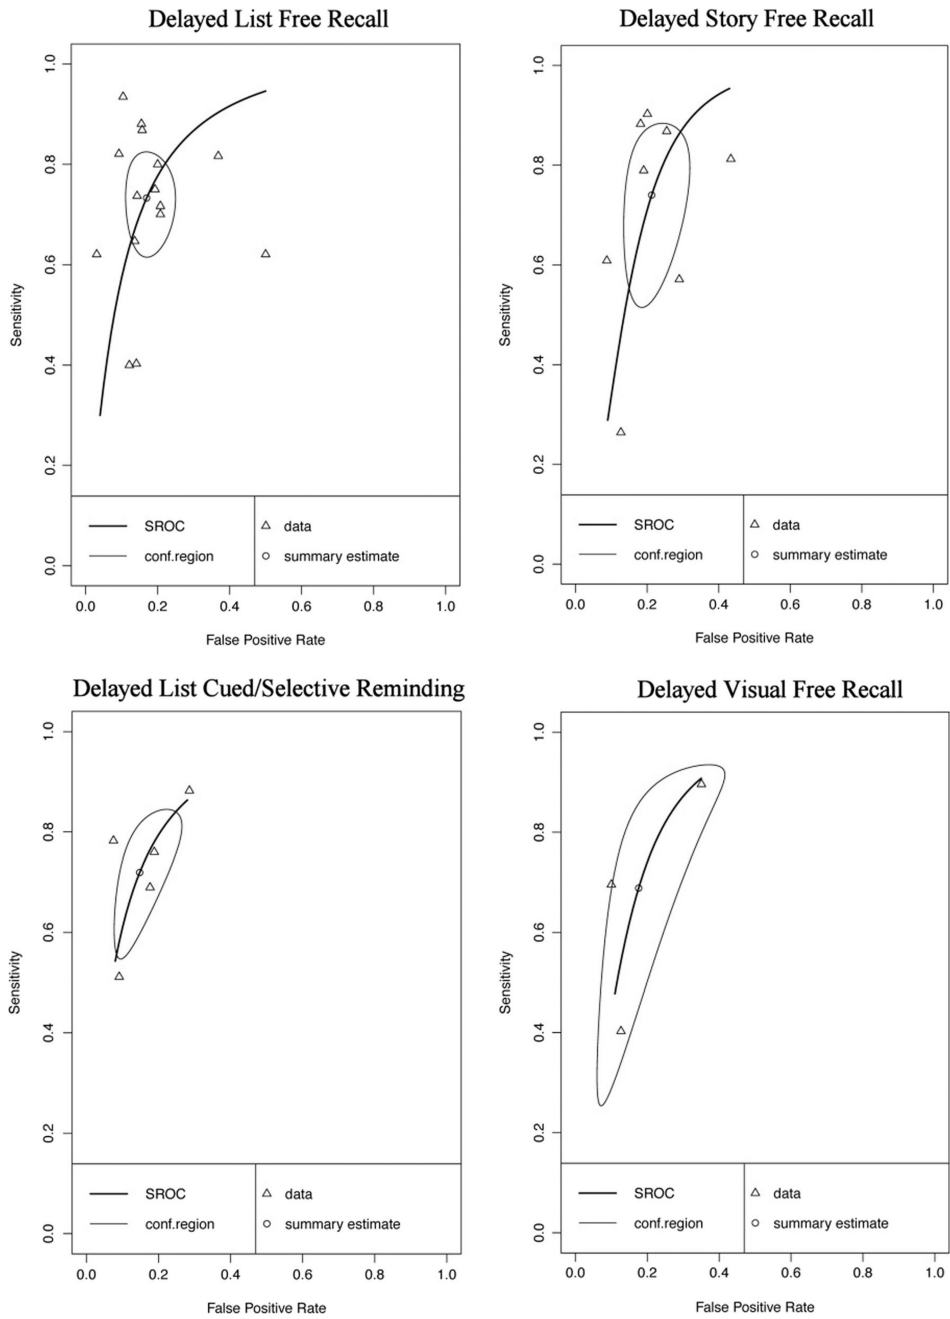 Delayed List Free Recall
Sensitivity
1.0
0.8
0.6
0.4
0.2
0.0
SROC
conf.region
data
summary estimate
0.0 0.2 0.4 0.6 0.8 1.0
False Positive Rate
Delayed Story Free Recall
Sensitivity
1.0
0.8
0.6
0.4
0.2
0.0
SROC
conf.region
data
summary estimate
0.0 0.2 0.4 0.6 0.8 1.0
False Positive Rate
Delayed List Cued/Selective Reminding
Sensitivity
1.0
0.8
0.6
0.4
0.2
0.0
SROC
conf.region
data
summary estimate
0.0 0.2 0.4 0.6 0.8 1.0
False Positive Rate
Delayed Visual Free Recall
Sensitivity
1.0
0.8
0.6
0.4
0.2
0.0
SROC
conf.region
data
summary estimate
0.0 0.2 0.4 0.6 0.8 1.0
False Positive Rate